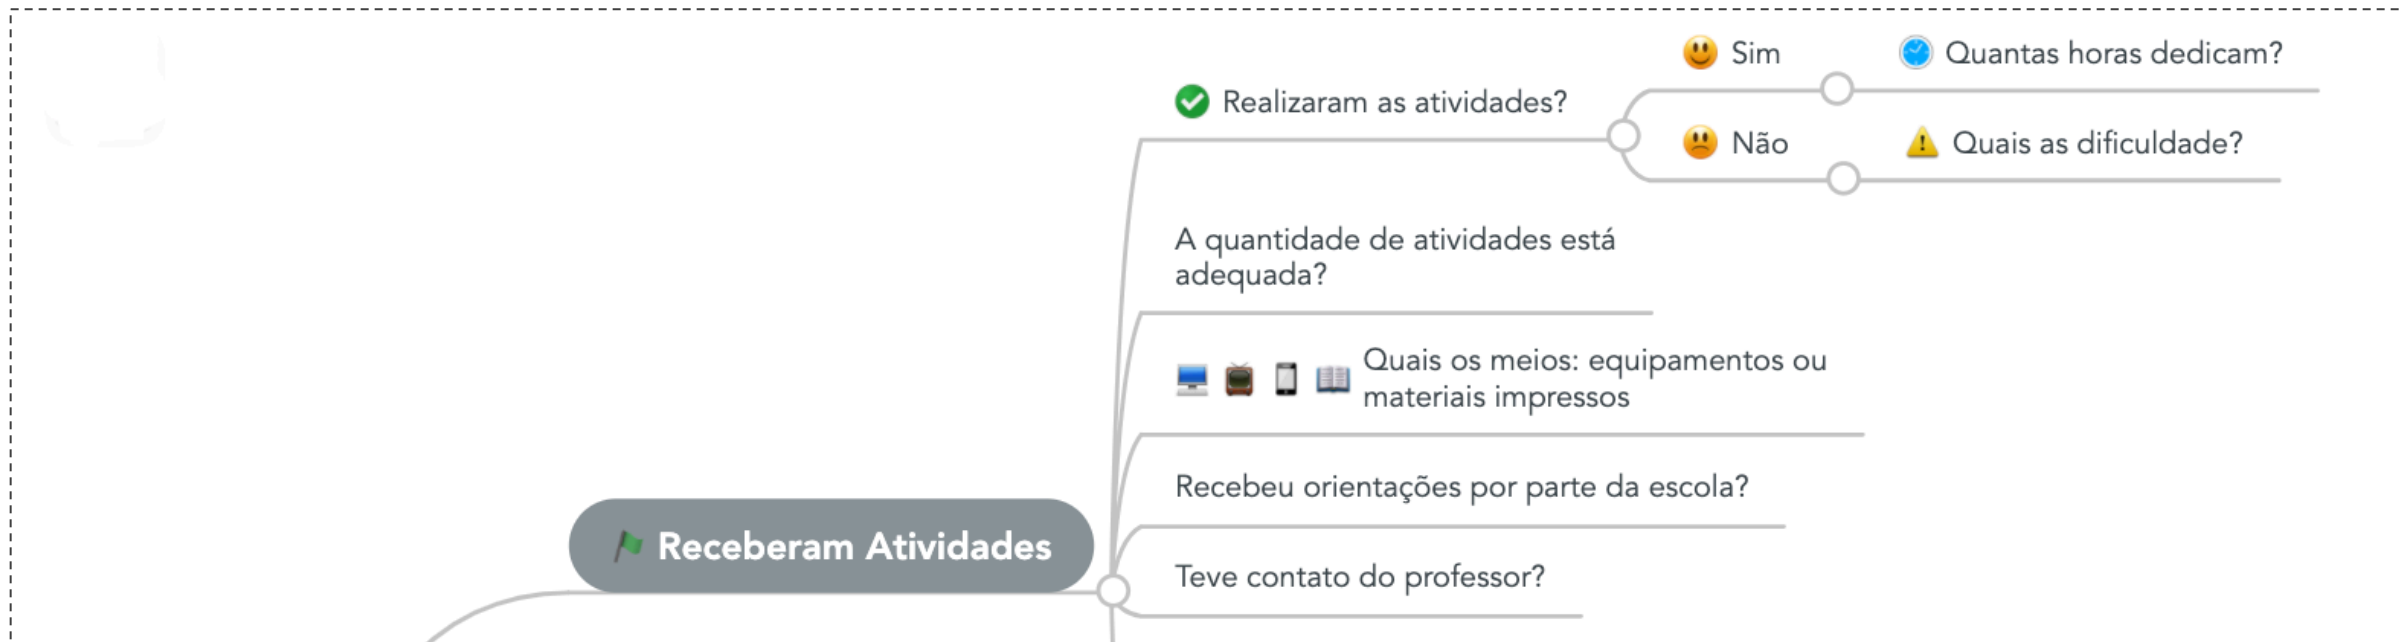 Sim
Quantas horas dedicam?
Realizaram as atividades?
Não
Quais as dificuldade?
A quantidade de atividades está
adequada?
Quais os meios: equipamentos ou
materiais impressos
Recebeu orientações por parte da escola?
Receberam Atividades
Teve contato do professor?